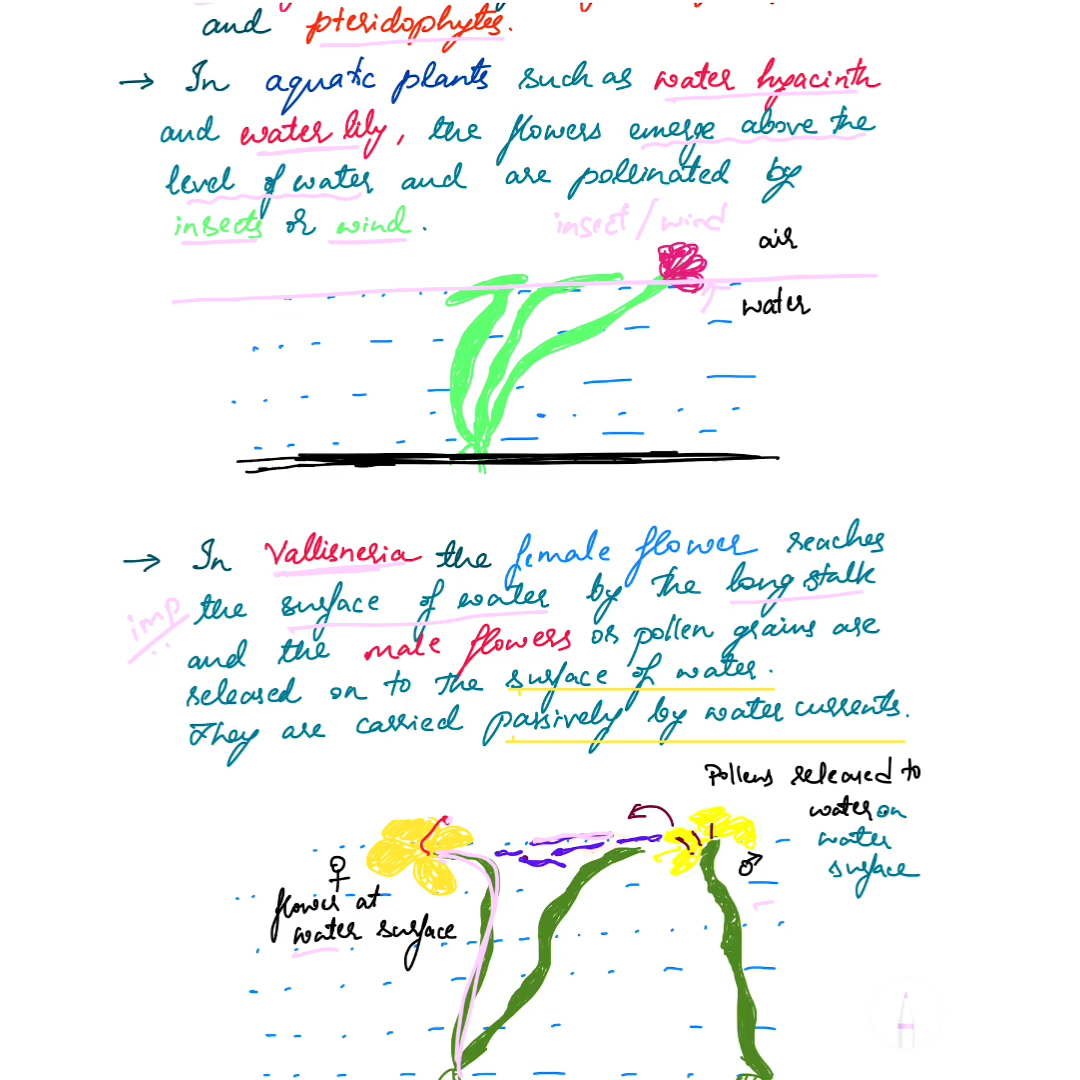 and pteridophytes.
→ In aquatic plants such as water hyacinth
and water lily, the flowers emerge above the
level of water and are pollinated by
insects or wind.
insect/wind
air
water
→ In Vallisneria the female flower reaches
imp
the surface of water by the long stalk
and the male flowers or pollen grains are
released on to the surface of water.
They are carried passively by water currents.
Pollens released to
water on
water
surface
♀
♂
flower at
water surface